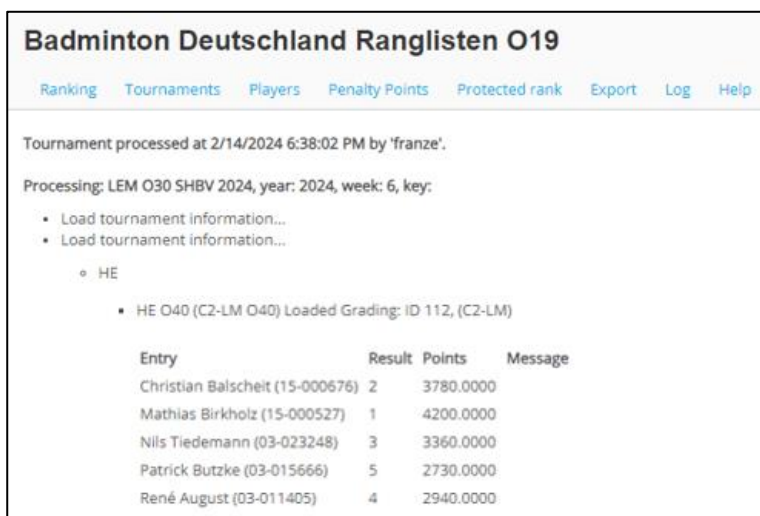 Badminton Deutschland Ranglisten O19
Ranking Tournaments Players Penalty Points Protected rank Export Log Help
Tournament processed at 2/14/2024 6:38:02 PM by 'franze'.
Processing: LEM O30 SHBV 2024, year: 2024, week: 6, key:
• Load tournament information...
• Load tournament information...
○ HE
▪ HE O40 (C2-LM O40) Loaded Grading: ID 112, (C2-LM)
Entry Result Points Message
Christian Balscheit (15-000676) 2 3780.0000
Mathias Birkholz (15-000527) 1 4200.0000
Nils Tiedemann (03-023248) 3 3360.0000
Patrick Butzke (03-015666) 5 2730.0000
René August (03-011405) 4 2940.0000